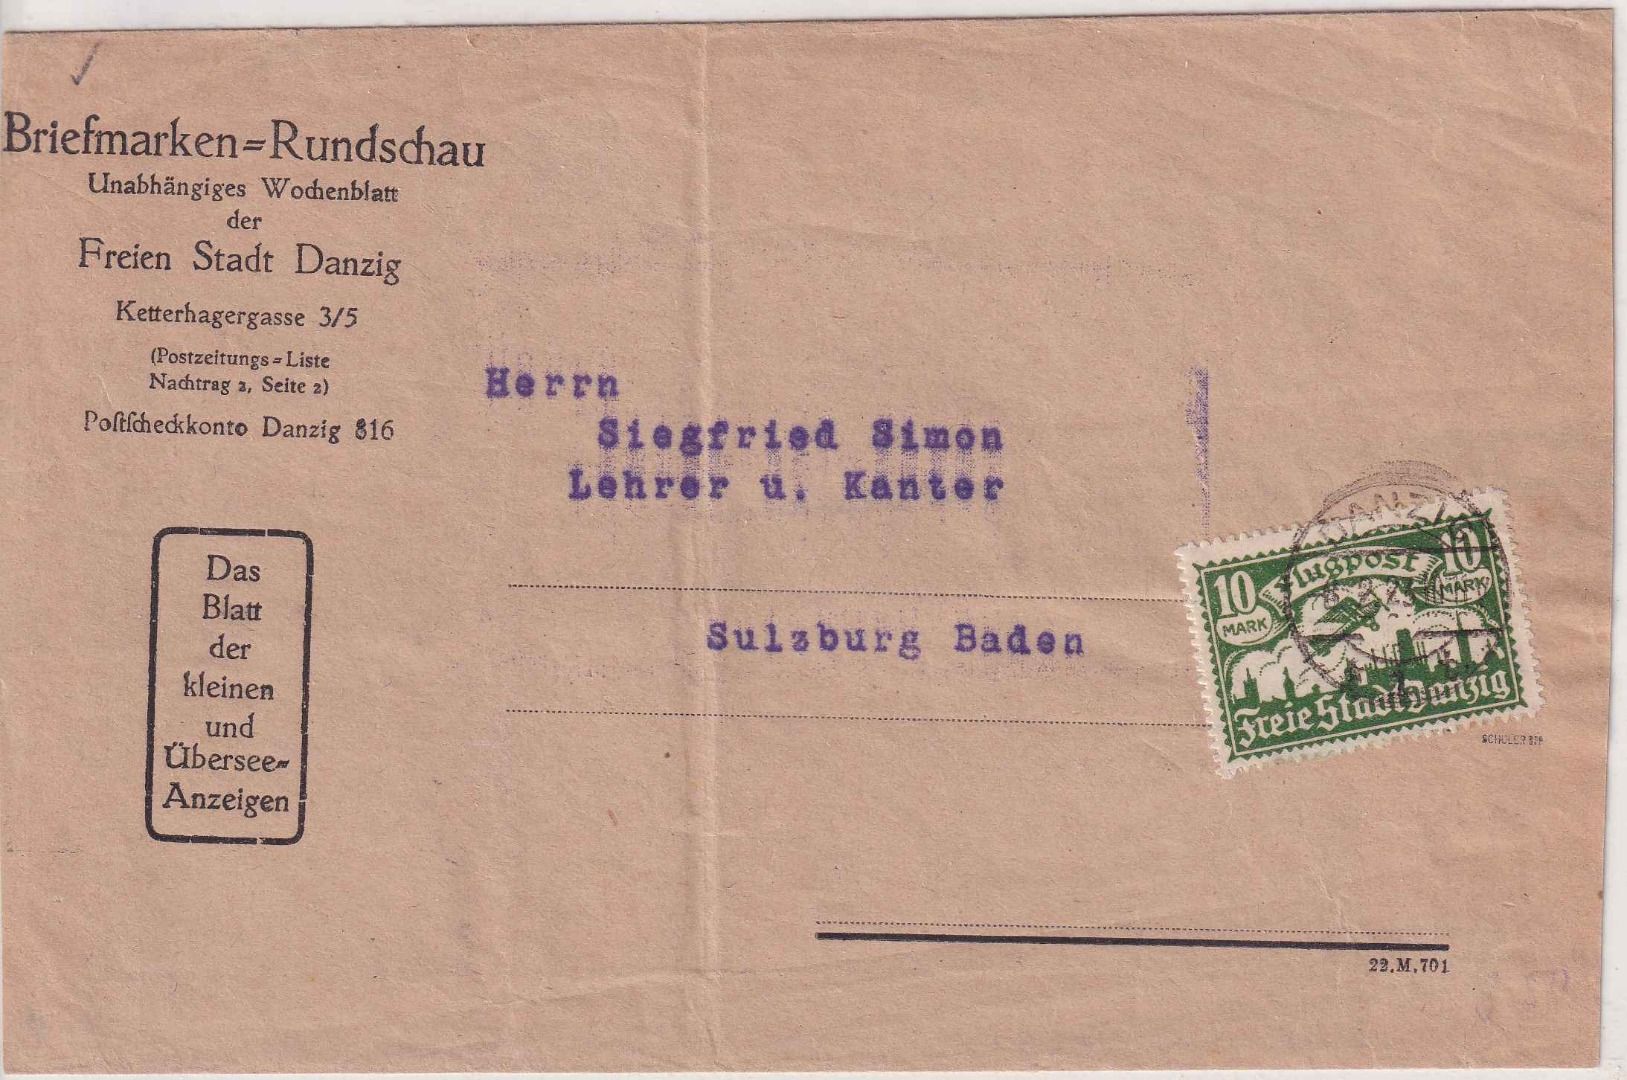 Briefmarken=Rundschau
Unabhängiges Wochenblatt
der
Freien Stadt Danzig
Ketterhagergasse 3/5
(Postzeitungs=Liste
Nachtrag 2, Seite 2)
Poſtſcheckkonto Danzig 816
Herrn
Siegfried Simon
Lehrer u. Kanter
Sulzburg Baden
Das
Blatt
der
kleinen
und
Übersee=
Anzeigen
DANZIG
10 MARK
Flugpost
10 MARK
Freie Stadt Danzig
22.M.701